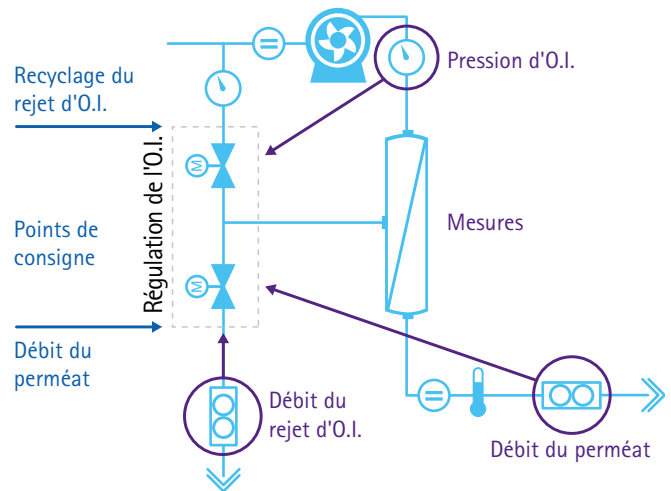 Recyclage du
rejet d'O.I.
Points de
consigne
Débit du
perméat
Régulation de l'O.I.
M
M
Pression d'O.I.
Mesures
Débit du
rejet d'O.I.
Débit du perméat